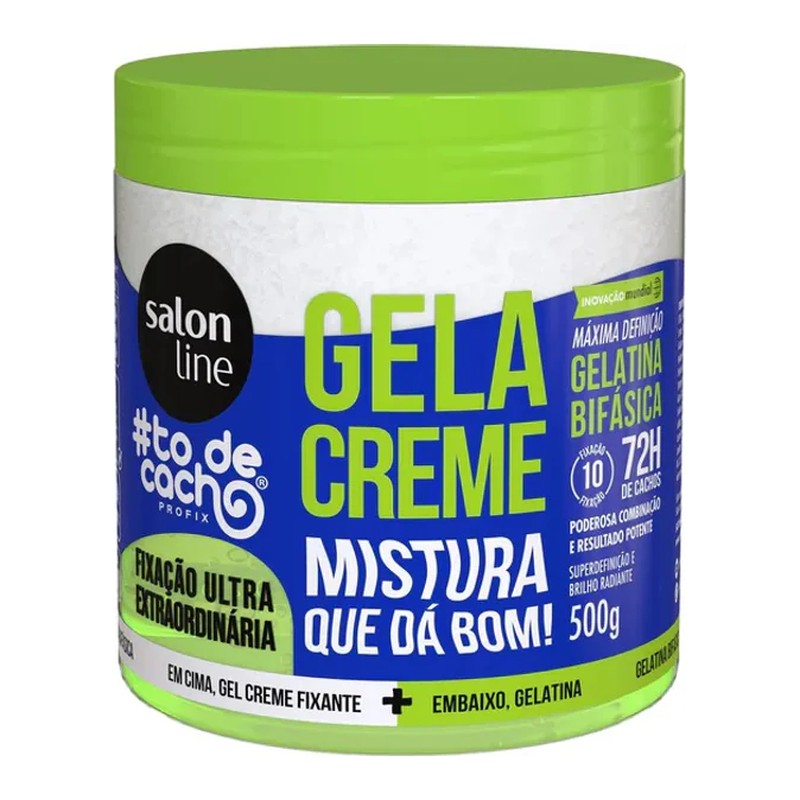 salon
line
#to de
cacho®
PROFIX
FIXAÇÃO ULTRA
EXTRAORDINÁRIA
GELA
CREME
MISTURA
QUE DÁ BOM!
INOVAÇÃO mundial
MÁXIMA DEFINIÇÃO
GELATINA
BIFÁSICA
FIXAÇÃO
10
FIXAÇÃO
72H
DE CACHOS
PODEROSA COMBINAÇÃO
E RESULTADO POTENTE
SUPERDEFINIÇÃO E
BRILHO RADIANTE
500g
EM CIMA, GEL CREME FIXANTE + EMBAIXO, GELATINA
GELATINA